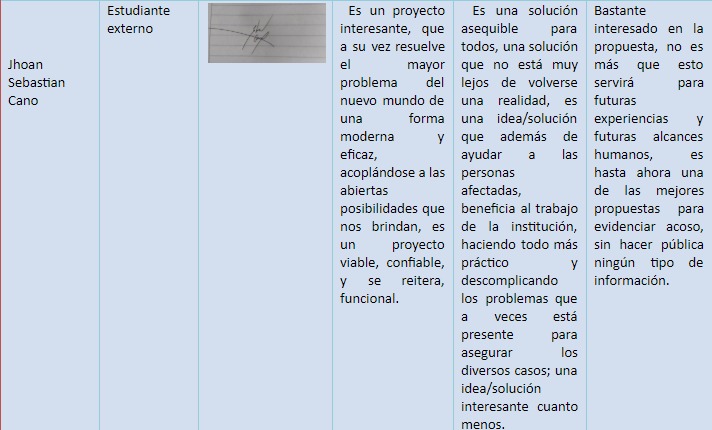 Jhoan
Sebastian
Cano
Estudiante
externo
Es un proyecto
interesante, que
a su vez resuelve
el mayor
problema del
nuevo mundo de
una forma
moderna y
eficaz,
acoplándose a las
abiertas
posibilidades que
nos brindan, es
un proyecto
viable, confiable,
y se reitera,
funcional.
Es una solución
asequible para
todos, una solución
que no está muy
lejos de volverse
una realidad, es
una idea/solución
que además de
ayudar a las
personas
afectadas,
beneficia al trabajo
de la institución,
haciendo todo más
práctico y
descomplicando
los problemas que
a veces está
presente para
asegurar los
diversos casos; una
idea/solución
interesante cuanto
menos.
Bastante
interesado en la
propuesta, no es
más que esto
servirá para
futuras
experiencias y
futuras alcances
humanos, es
hasta ahora una
de las mejores
propuestas para
evidenciar acoso,
sin hacer pública
ningún tipo de
información.